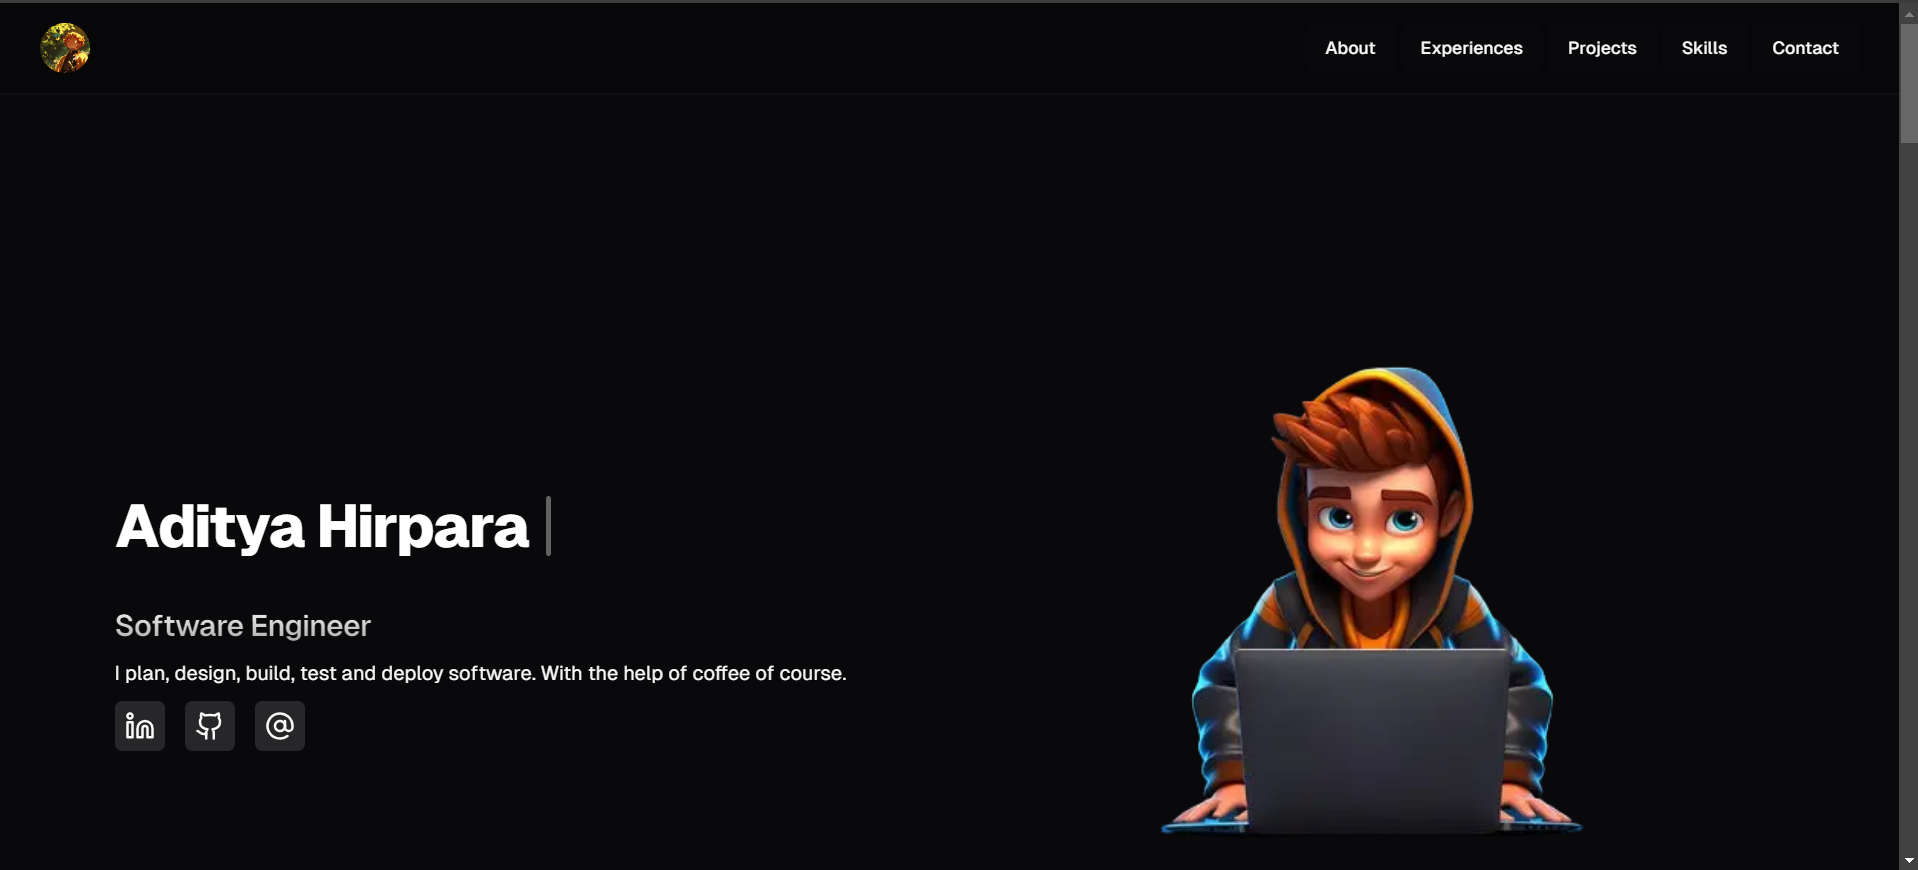 About Experiences Projects Skills Contact
Aditya Hirpara
Software Engineer
I plan, design, build, test and deploy software. With the help of coffee of course.